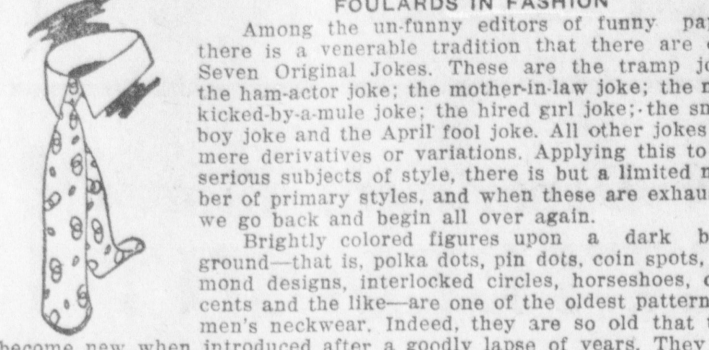 FOULARDS IN FASHION
Among the un-funny editors of funny
there is a venerable tradition that there are
Seven Original Jokes. These are the tramp
the ham-actor joke; the mother-in-law joke; the
kicked-by-a-mule joke; the hired girl joke; the
boy joke and the April fool joke. All other jokes
mere derivatives or variations. Applying this to
serious subjects of style, there is but a limited
ber of primary styles, and when these are
we go back and begin all over again.
Brightly colored figures upon a dark
ground—that is, polka dots, pin dots, coin spots,
mond designs, interlocked circles, horseshoes,
cents and the like—are one of the oldest
men's neckwear. Indeed, they are so old that
become new when introduced after a goodly lapse of years. They